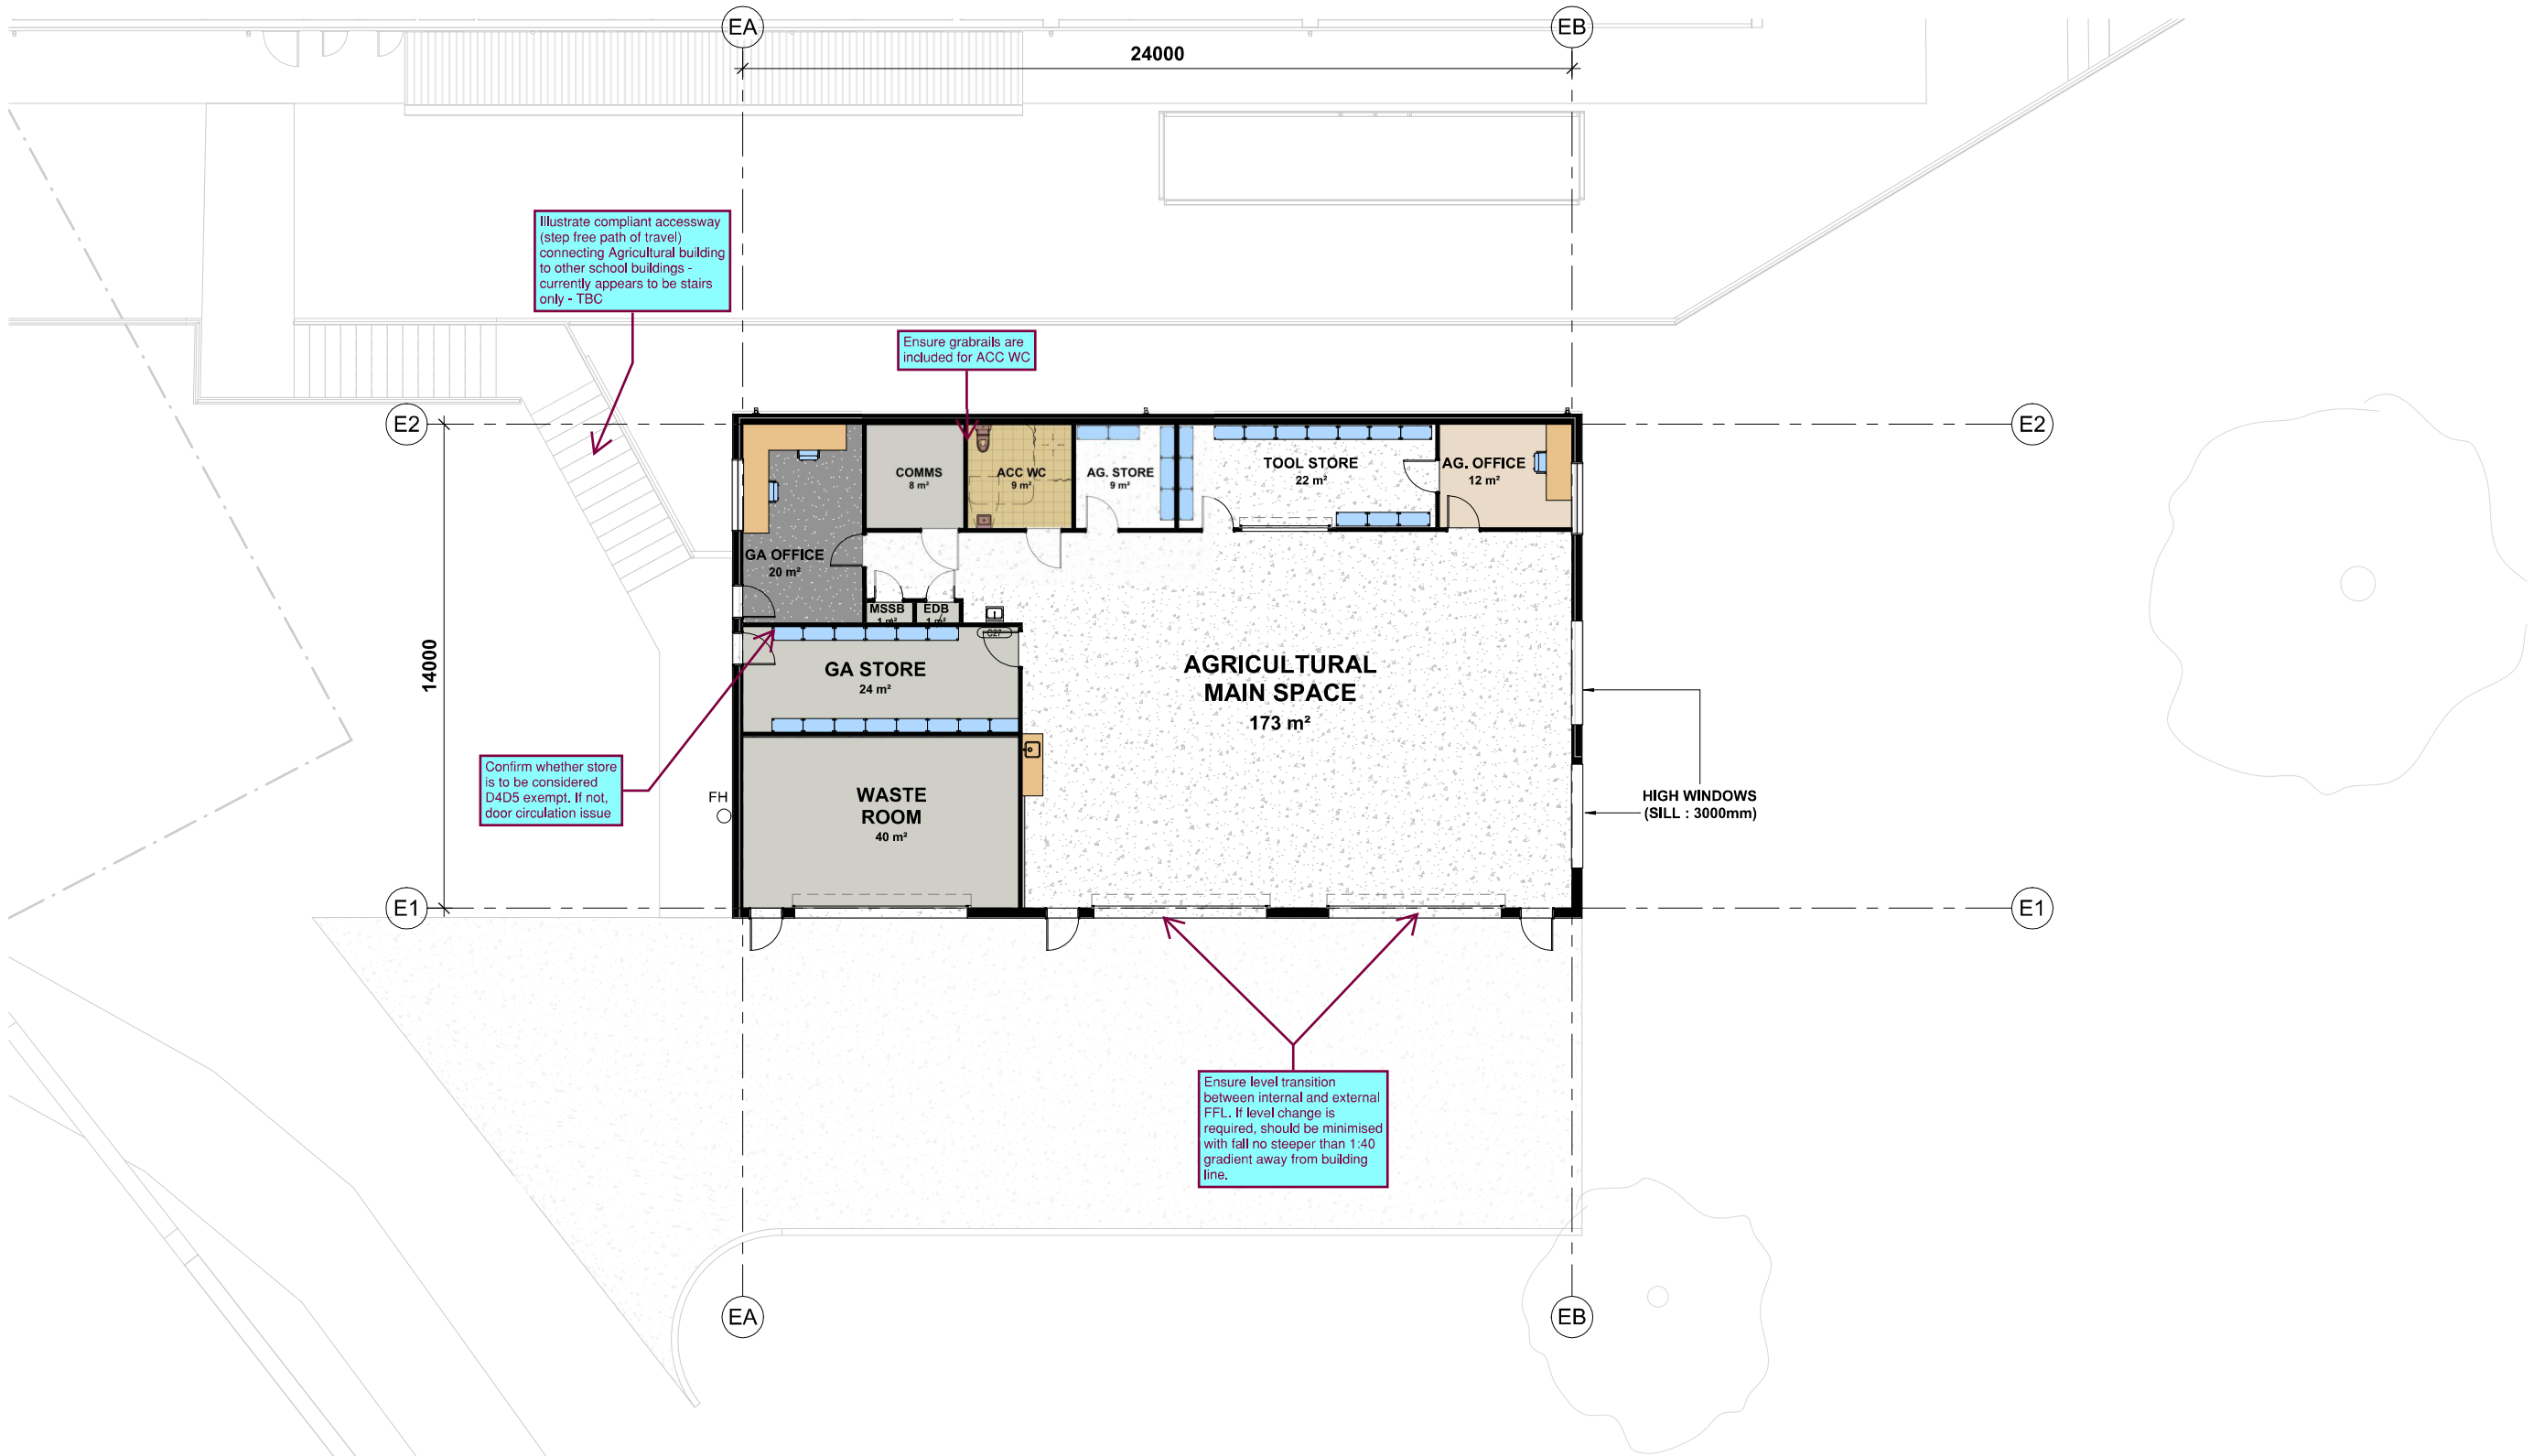 EA
EB
24000
Illustrate compliant accessway
(step free path of travel)
connecting Agricultural building
to other school buildings -
currently appears to be stairs
only - TBC
Ensure grabrails are
included for ACC WC
E2
E2
COMMS
8 m²
ACC WC
9 m²
AG. STORE
9 m²
TOOL STORE
22 m²
AG. OFFICE
12 m²
GA OFFICE
20 m²
MSSB
1 m²
EDB
1 m²
C27
14000
GA STORE
24 m²
AGRICULTURAL
MAIN SPACE
173 m²
Confirm whether store
is to be considered
D4D5 exempt. If not,
door circulation issue
FH
WASTE
ROOM
40 m²
HIGH WINDOWS
(SILL : 3000mm)
E1
E1
Ensure level transition
between internal and external
FFL. If level change is
required, should be minimised
with fall no steeper than 1:40
gradient away from building
line.
EA
EB